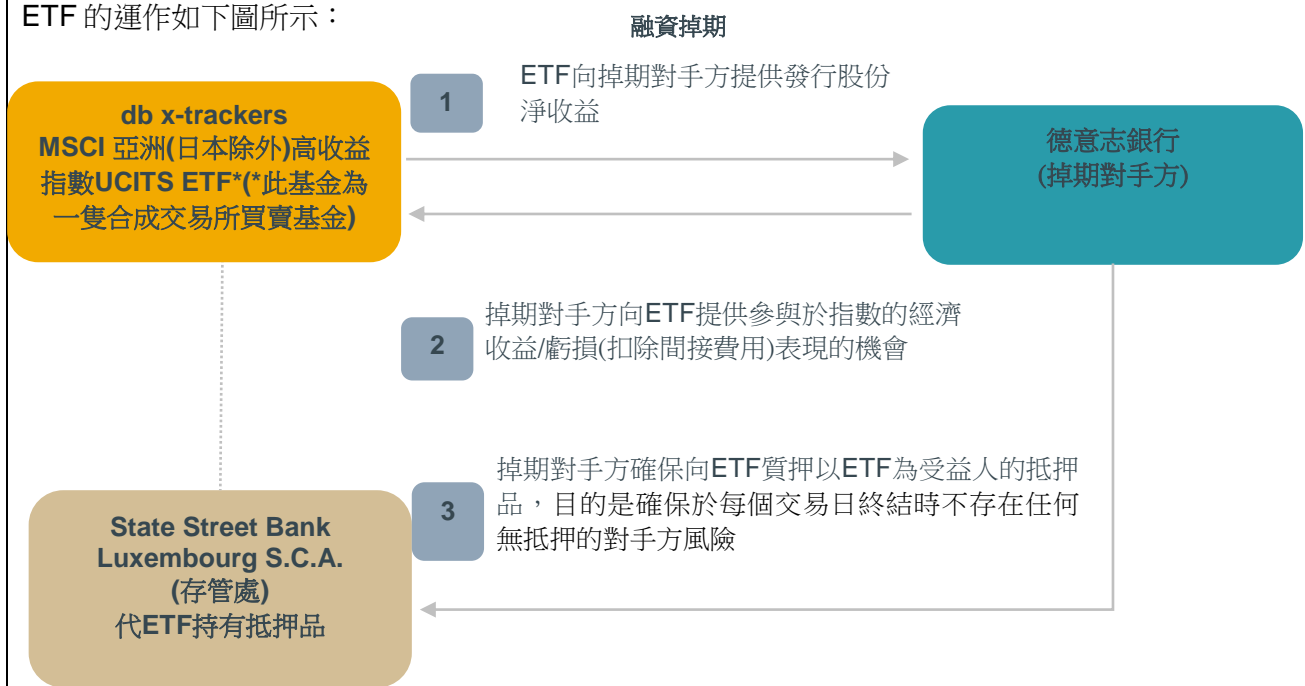 ETF 的運作如下圖所示：
融資掉期
1
ETF向掉期對手方提供發行股份
淨收益
db x-trackers
MSCI 亞洲(日本除外)高收益
指數UCITS ETF*(*此基金為
一隻合成交易所買賣基金)
德意志銀行
(掉期對手方)
2
掉期對手方向ETF提供參與於指數的經濟
收益/虧損(扣除間接費用)表現的機會
3
掉期對手方確保向ETF質押以ETF為受益人的抵押
品，目的是確保於每個交易日終結時不存在任何
無抵押的對手方風險
State Street Bank
Luxembourg S.C.A.
(存管處)
代ETF持有抵押品